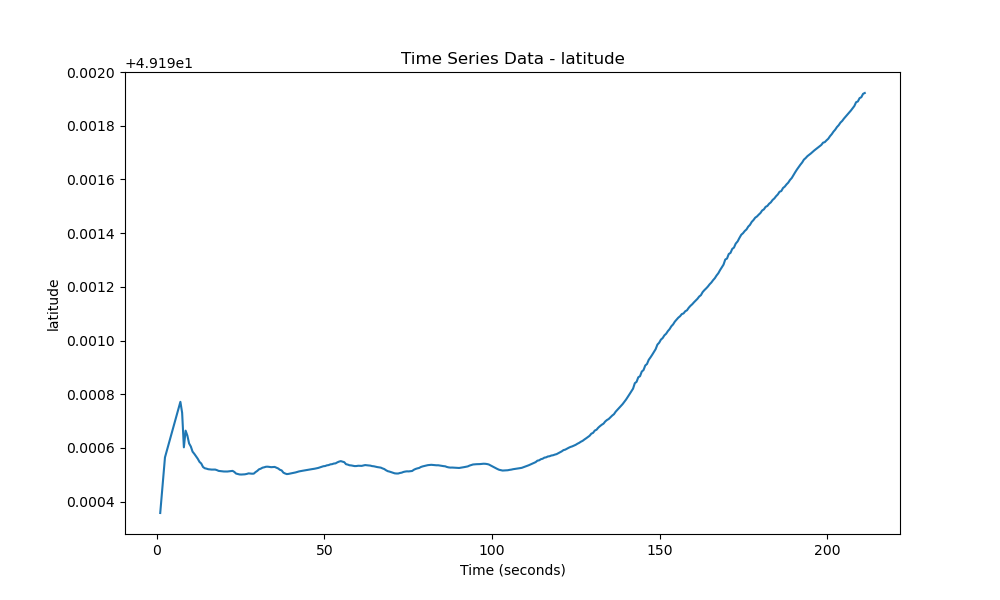 Time Series Data - latitude
+4.919e1
0.0020
0.0018
0.0016
0.0014
0.0012
0.0010
0.0008
0.0006
0.0004
latitude
0 50 100 150 200
Time (seconds)